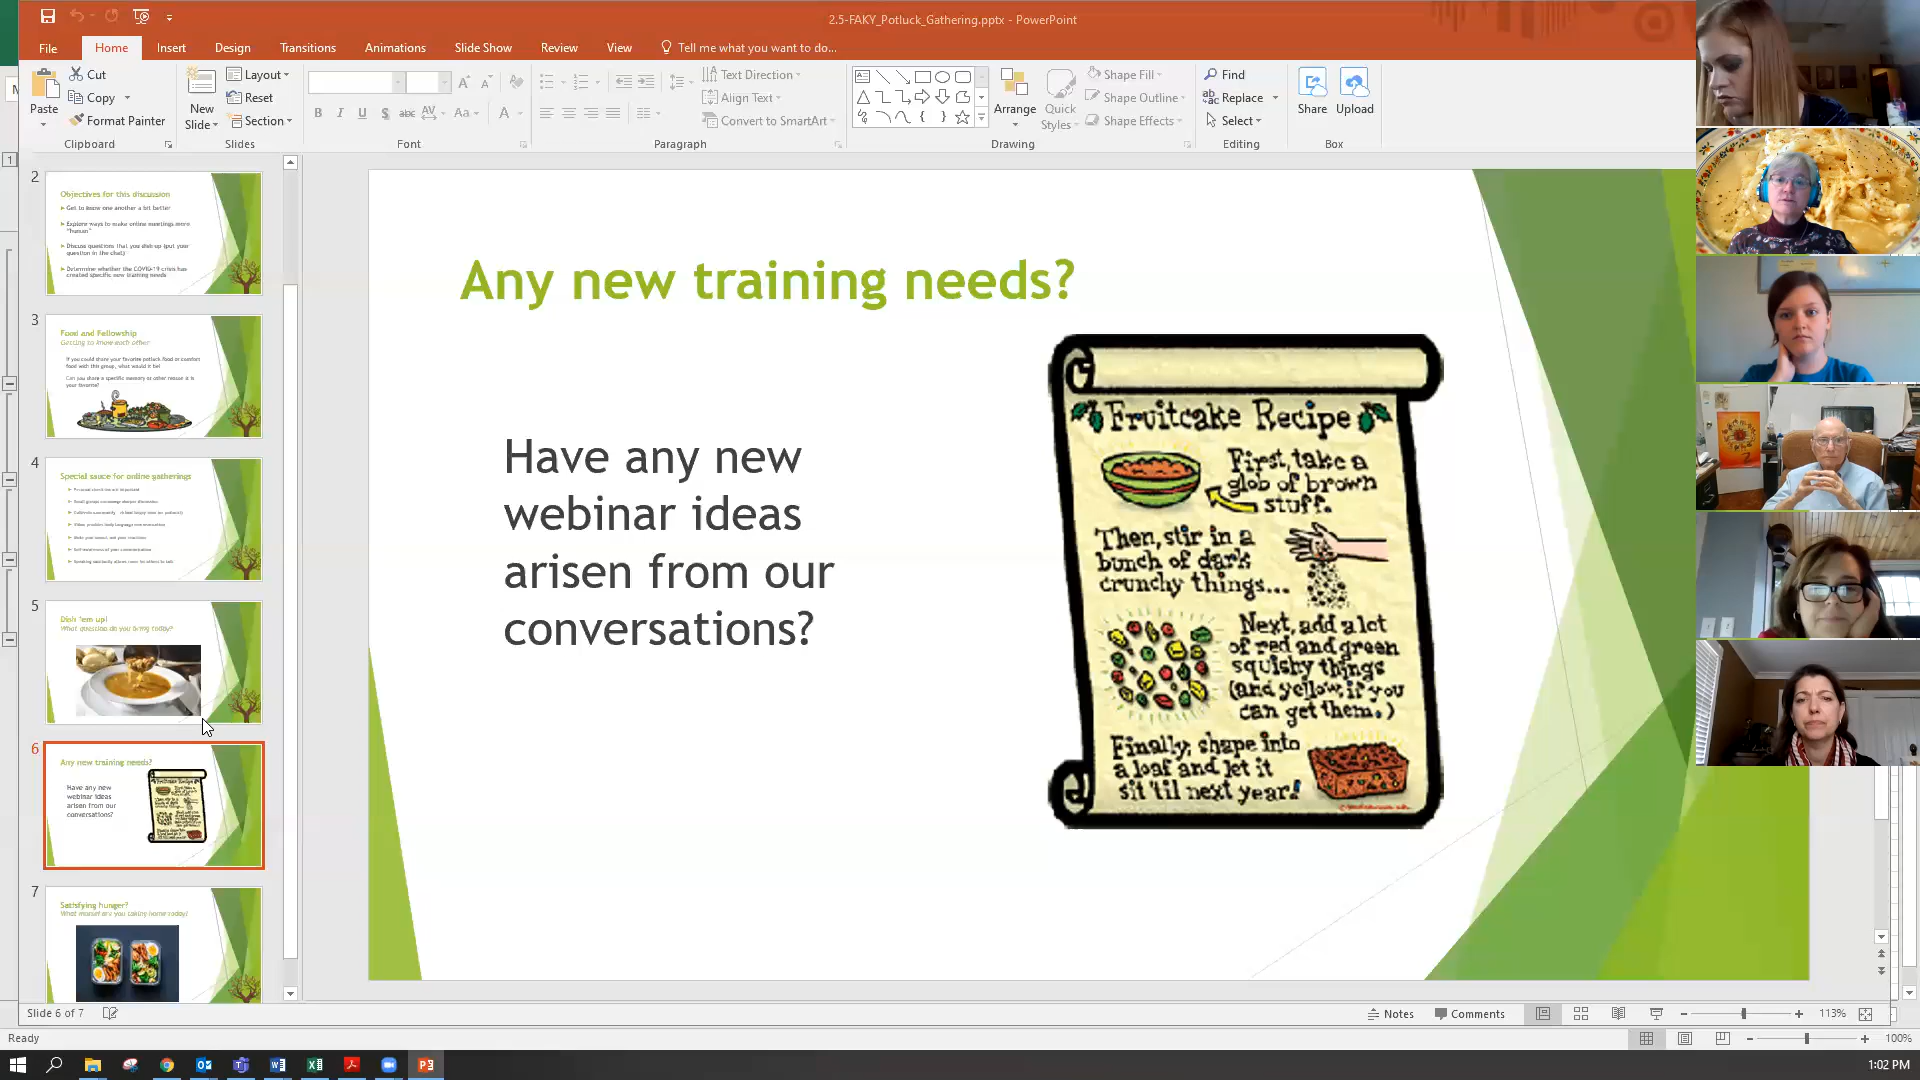 2.5-FAKY_Potluck_Gathering.pptx - PowerPoint
File Home Insert Design Transitions Animations Slide Show Review View Tell me what you want to do...
Paste
Cut
Copy
Format Painter
Clipboard
New
Slide
Layout
Reset
Section
Slides
B I U S abc AV Aa A
Font
Text Direction
Align Text
Convert to SmartArt
Paragraph
Arrange
Quick
Styles
Shape Fill
Shape Outline
Shape Effects
Drawing
Find
Replace
Select
Editing
Share
Upload
Box
1
2
Objectives for this discussion
Get to know one another a bit better
Explore ways to make online meetings more
"human"
Discuss questions that you dish up (put your
question in the chat)
Determine whether the COVID-19 crisis has
created specific new training needs
3
Food and Fellowship
Getting to know each other
If you could share your favorite potluck food or comfort
food with this group, what would it be?
Can you share a specific memory or other reason it is
your favorite?
4
Special sauce for online gatherings
5
Dish 'em up!
What question do you bring today?
6
Any new training needs?
Have any new
webinar ideas
arisen from our
conversations?
7
Satisfying hunger?
What morsel are you taking home today?
Any new training needs?
Have any new
webinar ideas
arisen from our
conversations?
Fruitcake Recipe
First, take a
glob of brown
stuff.
Then, stir in a
bunch of dark
crunchy things...
Next, add a lot
of red and green
squishy things
(and yellow if you
can get them.)
Finally, shape into
a loaf and let it
sit 'til next year!
Slide 6 of 7
Notes
Comments
113%
Ready
100%
1:02 PM